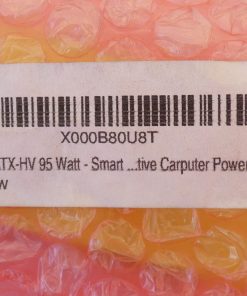 X000B80U8T
TX-HV 95 Watt - Smart ...tive Carputer Power
w